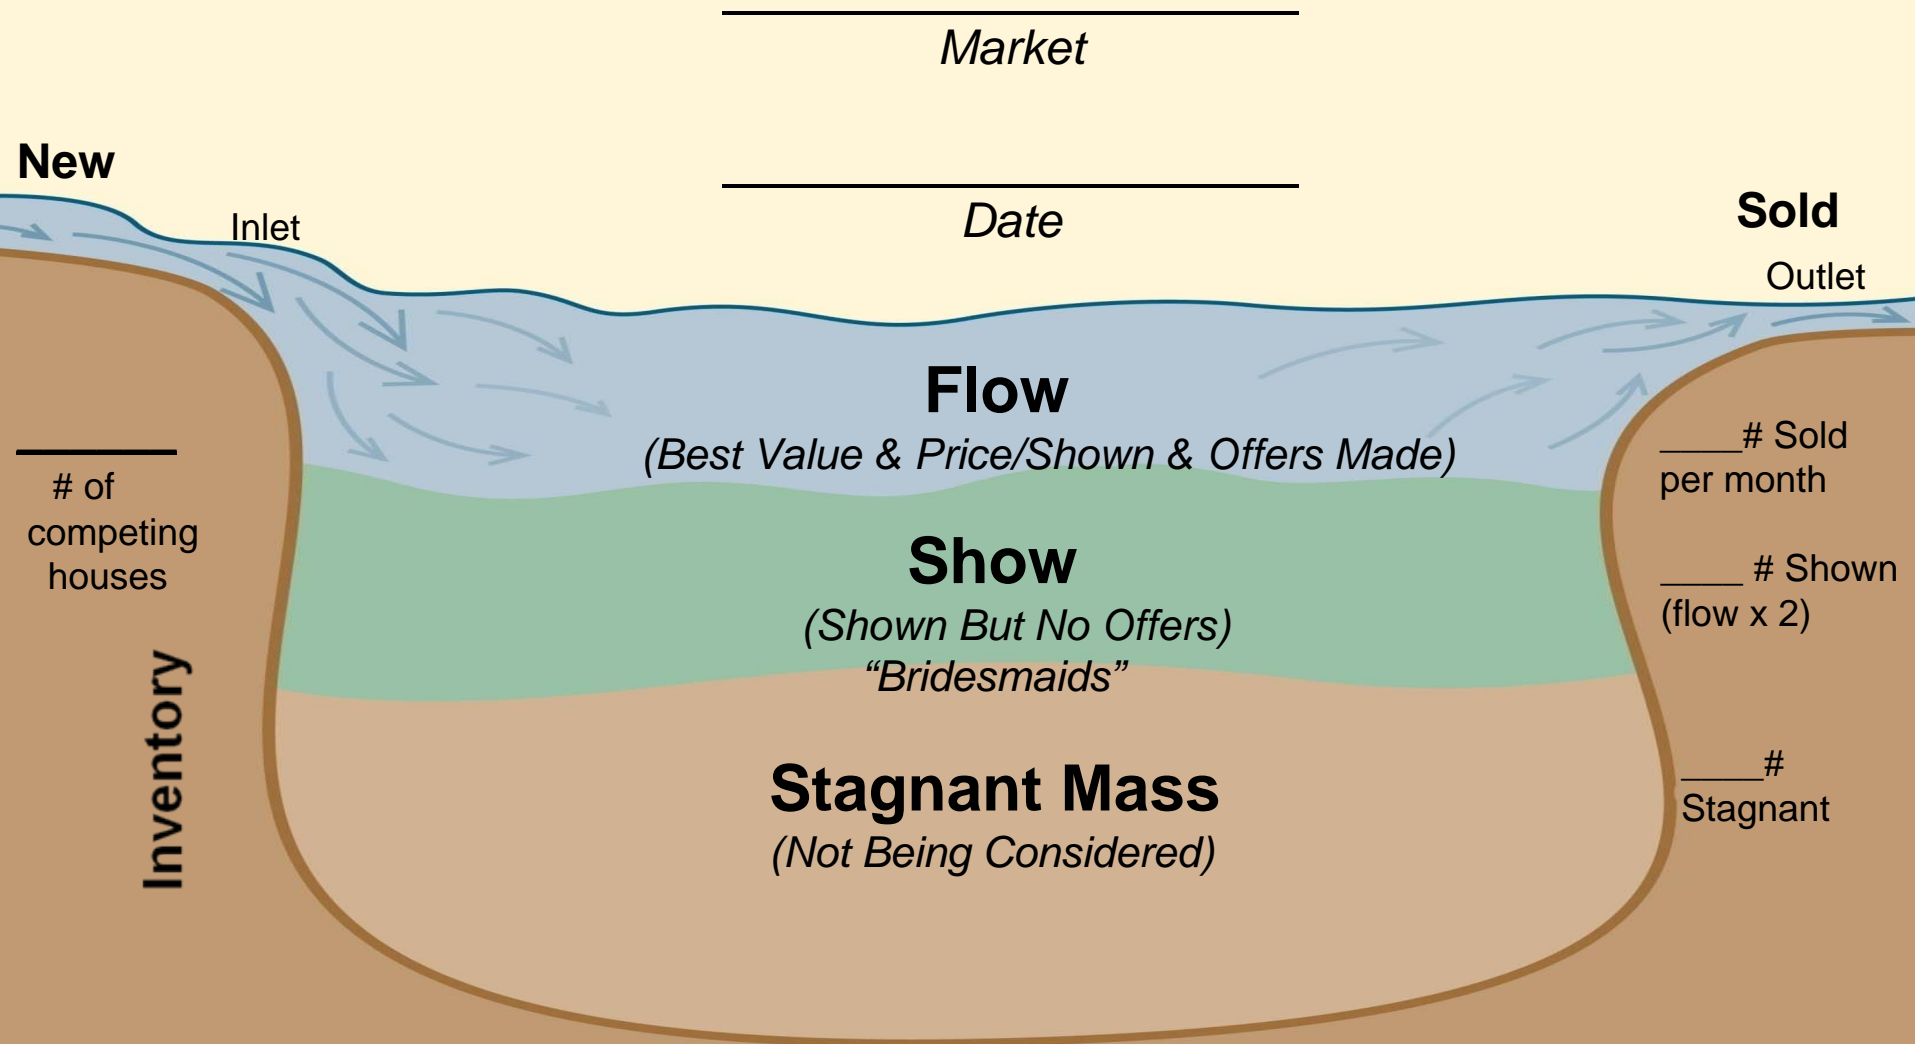 Market
New
Date
Sold
Inlet
Outlet
Flow
(Best Value & Price/Shown & Offers Made)
____# Sold
per month
# of
competing
houses
Show
(Shown But No Offers)
“Bridesmaids”
____ # Shown
(flow x 2)
Inventory
Stagnant Mass
(Not Being Considered)
____#
Stagnant